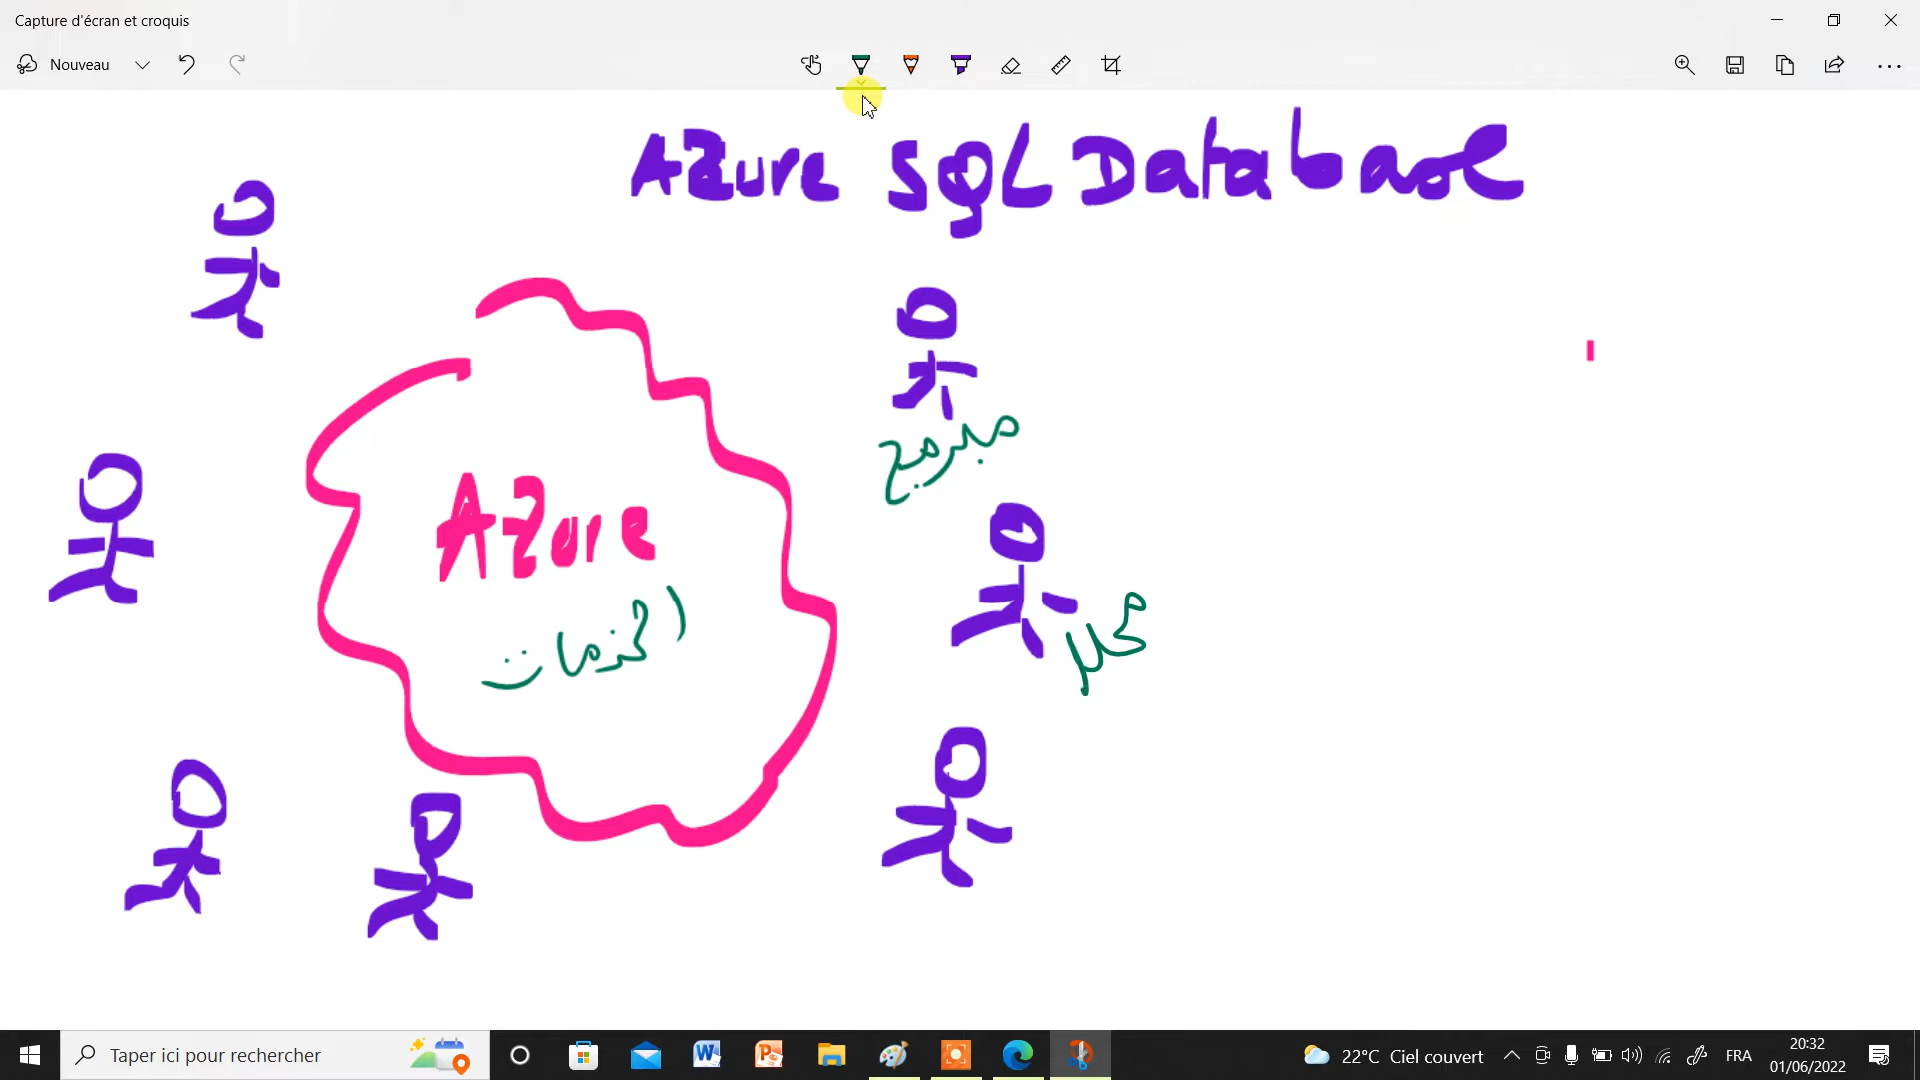 Capture d'écran et croquis
Nouveau
Azure SQL Database
مبرمج
Azure
الخدمات
Taper ici pour rechercher
22°C Ciel couvert
FRA
20:32
01/06/2022